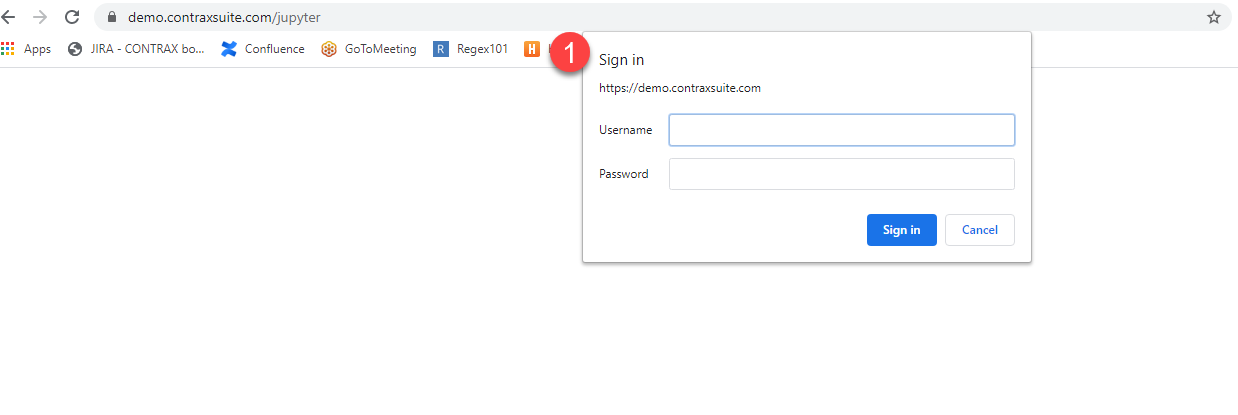 demo.contraxsuite.com/jupyter
Apps JIRA - CONTRAX bo... Confluence GoToMeeting R Regex101 H
1
Sign in
https://demo.contraxsuite.com
Username
Password
Sign in Cancel